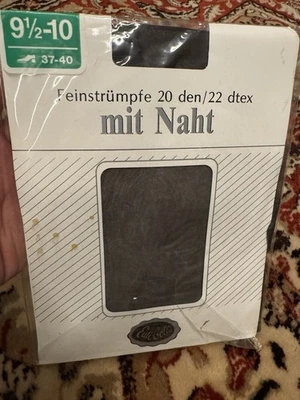 9½-10
37-40
Feinstrümpfe 20 den/22 dtex
mit Naht